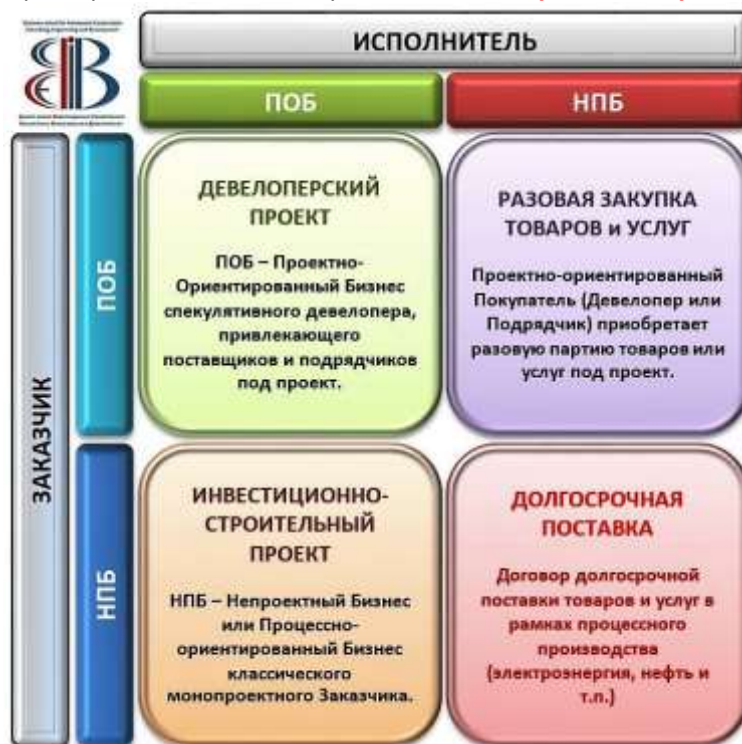 ИСПОЛНИТЕЛЬ
ПОБ
НПБ
ЗАКАЗЧИК
ПОБ
ДЕВЕЛОПЕРСКИЙ
ПРОЕКТ
ПОБ – Проектно-
Ориентированный Бизнес
спекулятивного девелопера,
привлекающего
поставщиков и подрядчиков
под проект.
РАЗОВАЯ ЗАКУПКА
ТОВАРОВ и УСЛУГ
Проектно-ориентированный
Покупатель (Девелопер или
Подрядчик) приобретает
разовую партию товаров или
услуг под проект.
НПБ
ИНВЕСТИЦИОННО-
СТРОИТЕЛЬНЫЙ
ПРОЕКТ
НПБ – Непроектный Бизнес
или Процессно-
ориентированный Бизнес
классического
монопроектного Заказчика.
ДОЛГОСРОЧНАЯ
ПОСТАВКА
Договор долгосрочной
поставки товаров и услуг в
рамках процессного
производства
(электроэнергия, нефть и
т.п.)